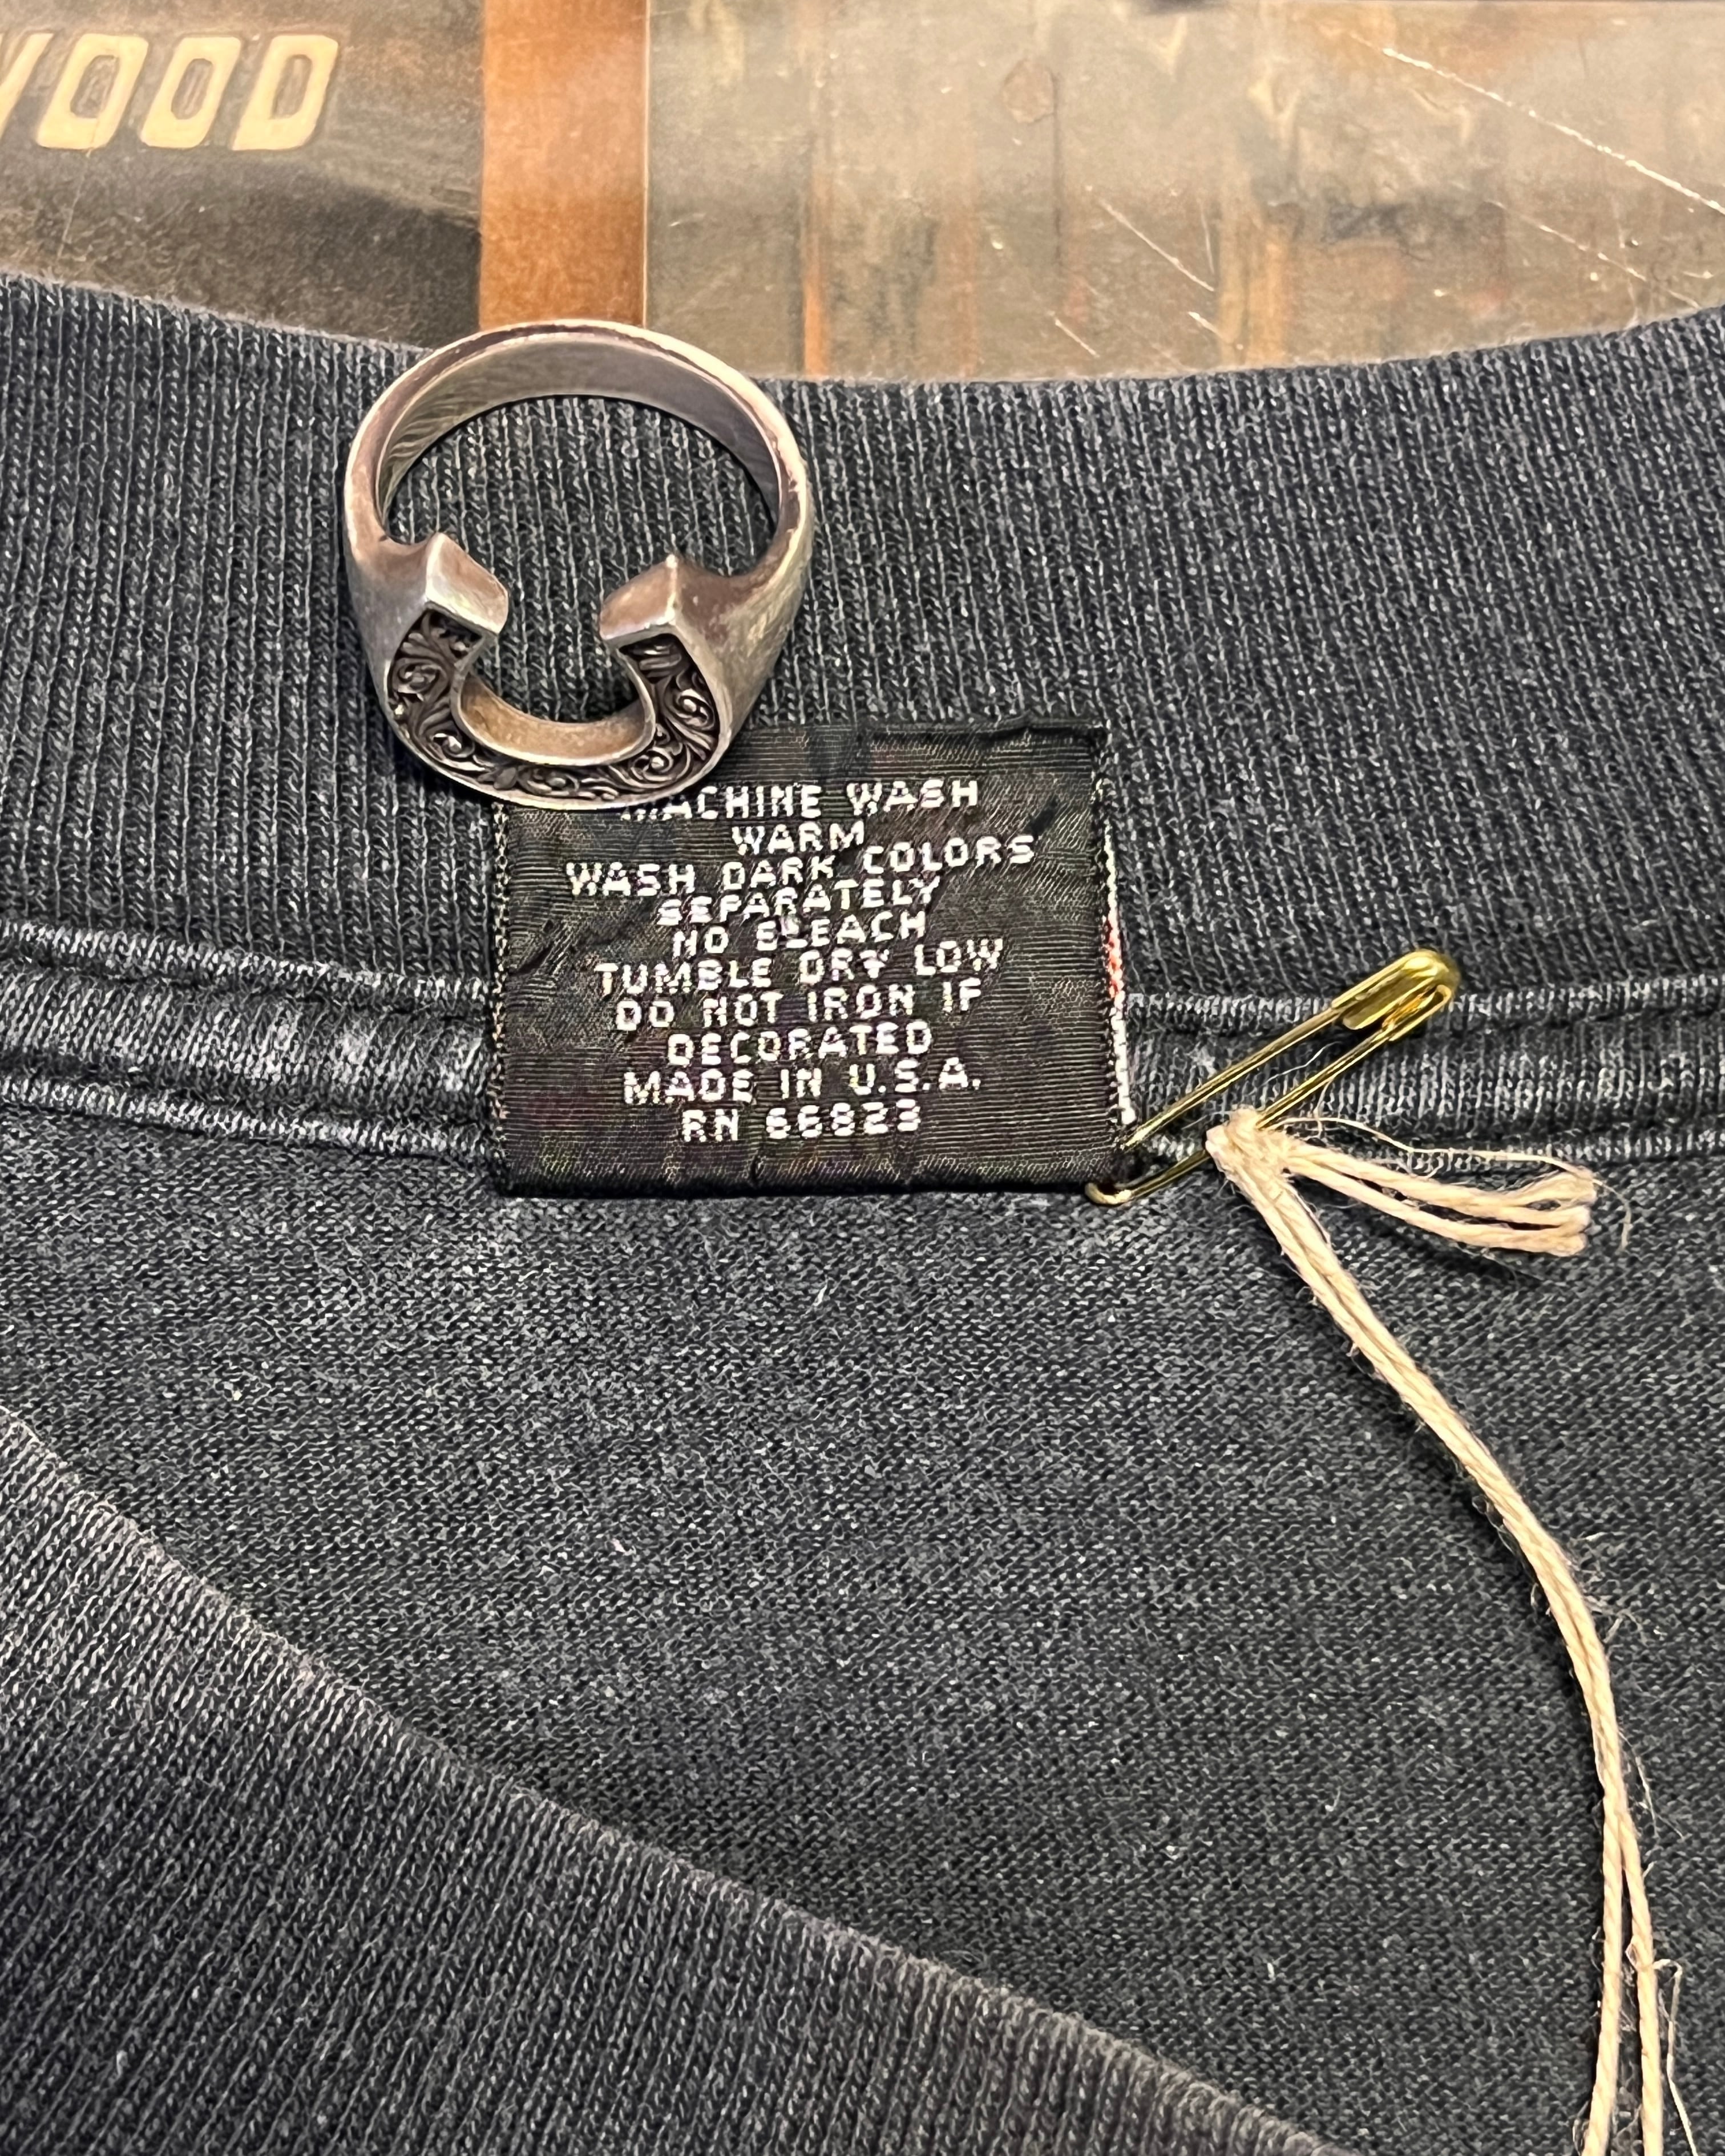 WOOD
MACHINE WASH
WARM
WASH DARK COLORS
SEPARATELY
NO BLEACH
TUMBLE DRY LOW
DO NOT IRON IF
DECORATED
MADE IN U.S.A.
RN 66823